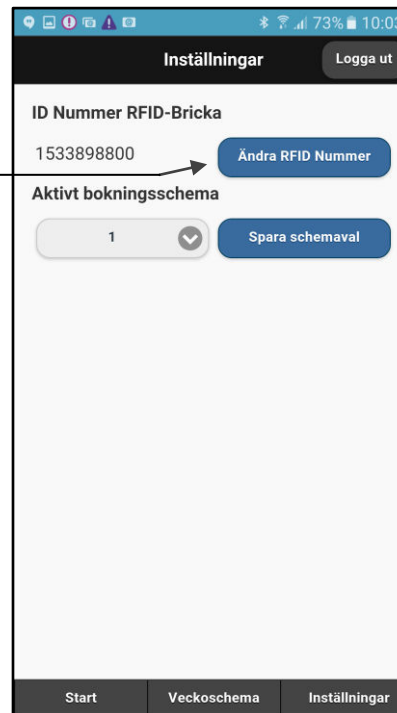 73% 10:03
Inställningar Logga ut
ID Nummer RFID-Bricka
1533898800 Ändra RFID Nummer
Aktivt bokningsschema
1 Spara schemaval
Start Veckoschema Inställningar